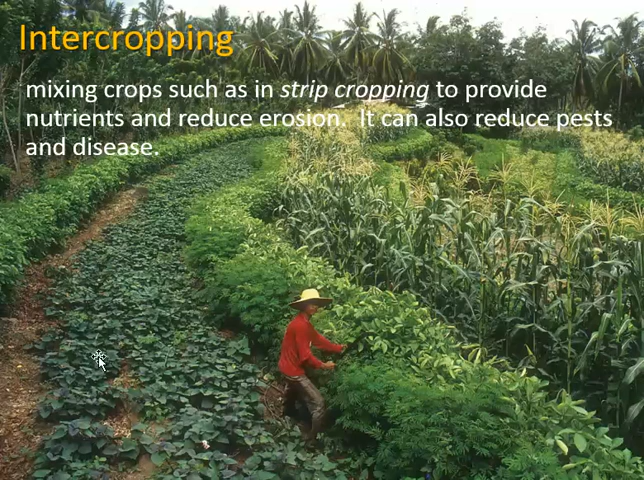 Intercropping
mixing crops such as in strip cropping to provide
nutrients and reduce erosion.  It can also reduce pests
and disease.